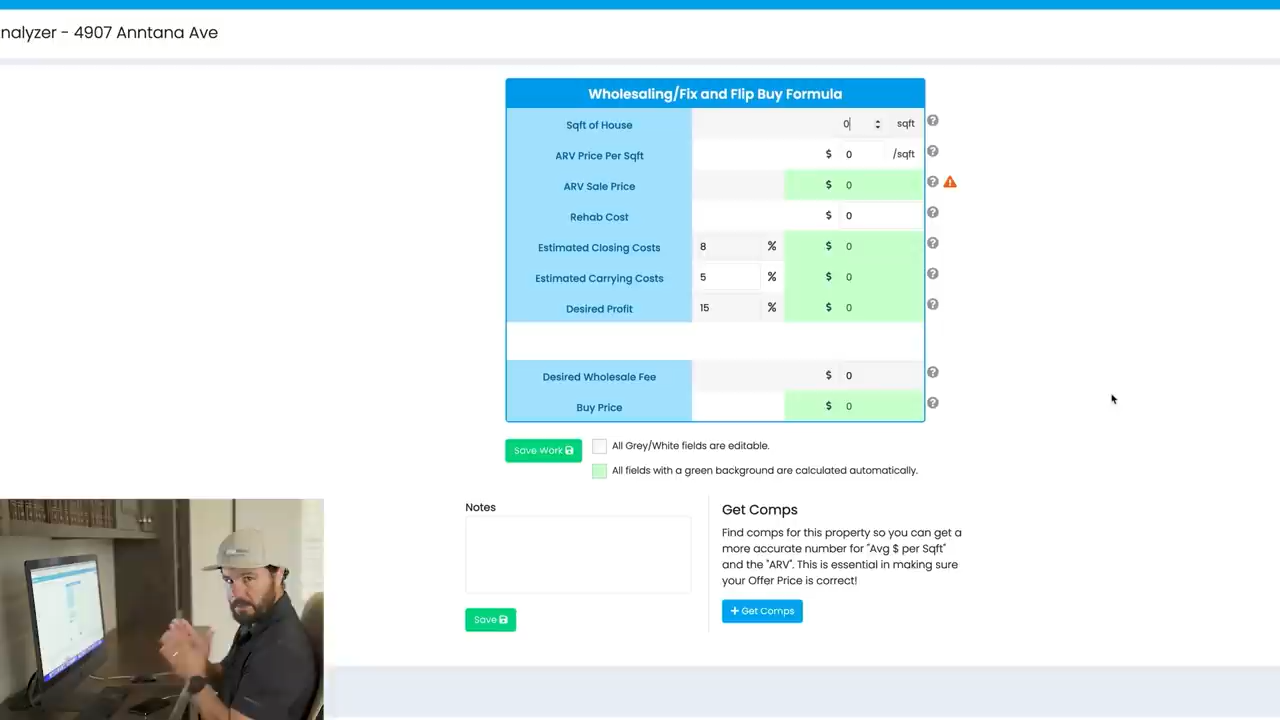 nalyzer - 4907 Anntana Ave
Wholesaling/Fix and Flip Buy Formula
Sqft of House 0 sqft
ARV Price Per Sqft $ 0 /sqft
ARV Sale Price $ 0
Rehab Cost $ 0
Estimated Closing Costs 8 % $ 0
Estimated Carrying Costs 5 % $ 0
Desired Profit 15 % $ 0
Desired Wholesale Fee $ 0
Buy Price $ 0
Save Work
All Grey/White fields are editable.
All fields with a green background are calculated automatically.
Notes
Save
Get Comps
Find comps for this property so you can get a
more accurate number for "Avg $ per Sqft"
and the "ARV". This is essential in making sure
your Offer Price is correct!
+ Get Comps